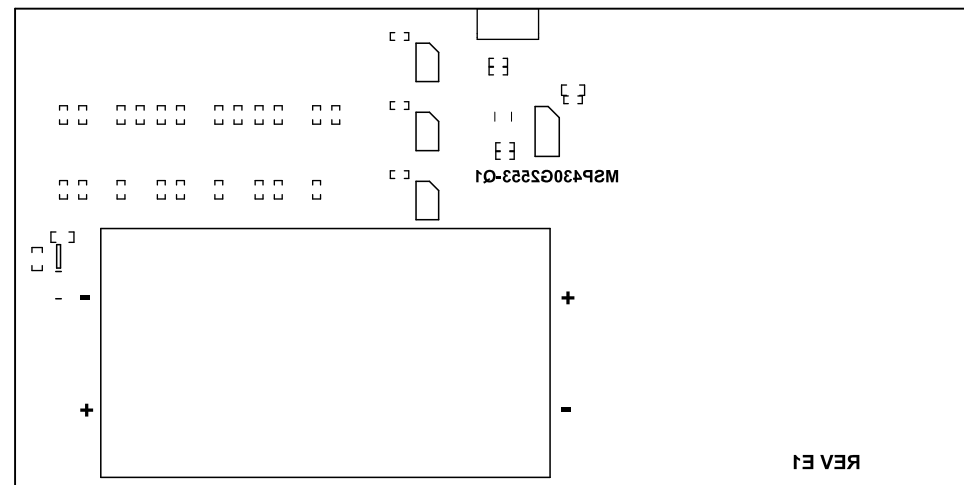 MSP430G2553-Q1
-
+
+
-
REV E1